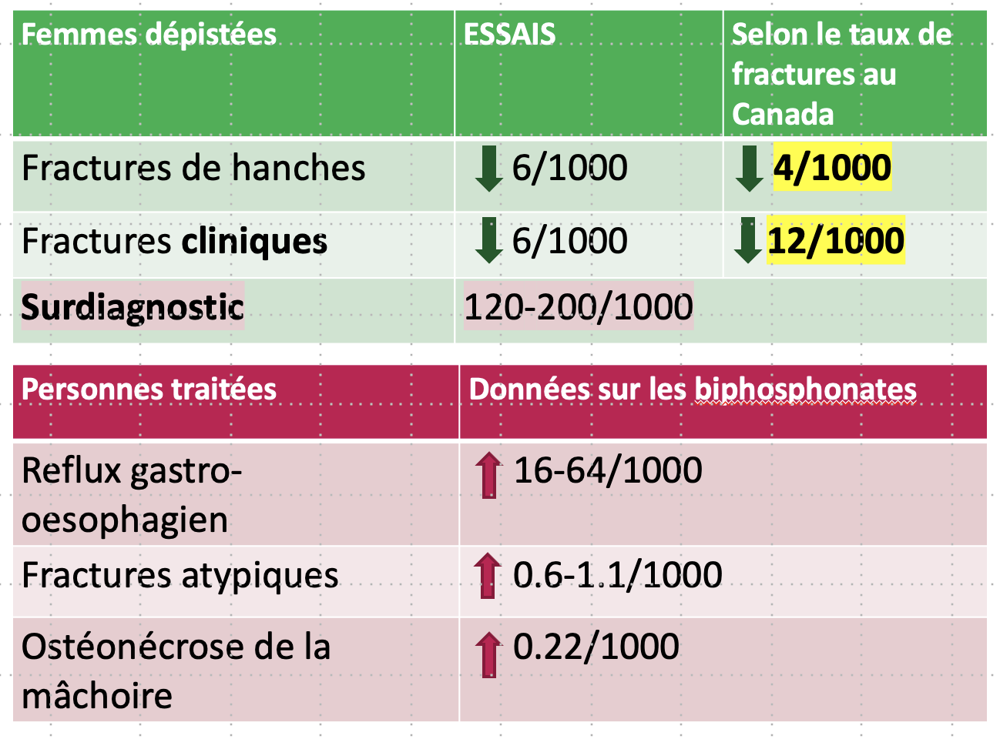 Femmes dépistées
ESSAIS
Selon le taux de
fractures au
Canada
Fractures de hanches
6/1000
4/1000
Fractures cliniques
6/1000
12/1000
Surdiagnostic
120-200/1000
Personnes traitées
Données sur les biphosphonates
Reflux gastro-
oesophagien
16-64/1000
Fractures atypiques
0.6-1.1/1000
Ostéonécrose de la
mâchoire
0.22/1000